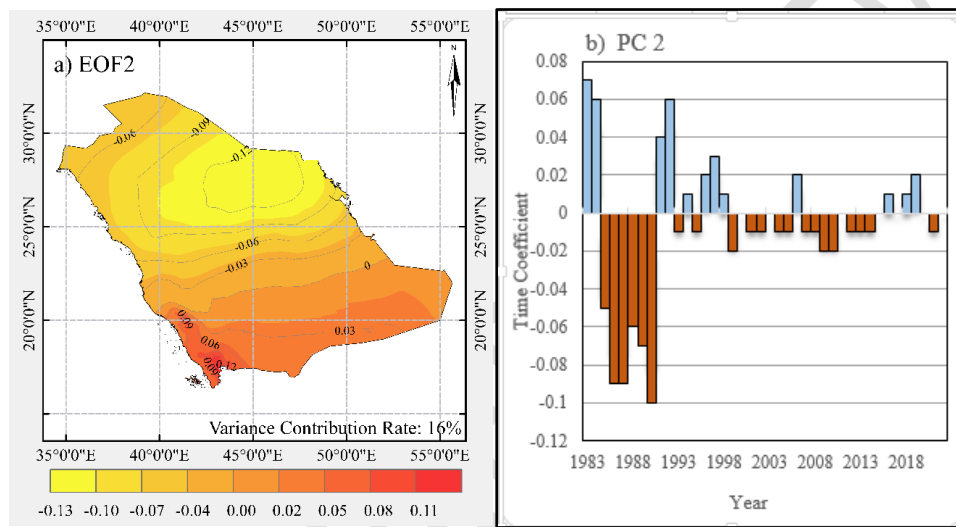 35°0'0"E 40°0'0"E 45°0'0"E 50°0'0"E 55°0'0"E
a) EOF2
N
30°0'0"N 30°0'0"N
25°0'0"N 25°0'0"N
20°0'0"N 20°0'0"N
-0.06
-0.09
-0.12
-0.06
-0.03
0
0.03
0.09
0.06
0.12
0.09
Variance Contribution Rate: 16%
35°0'0"E 40°0'0"E 45°0'0"E 50°0'0"E 55°0'0"E
-0.13 -0.10 -0.07 -0.04 0.00 0.02 0.05 0.08 0.11
b) PC 2
Time Coefficient
0.08
0.06
0.04
0.02
0
-0.02
-0.04
-0.06
-0.08
-0.1
-0.12
1983 1988 1993 1998 2003 2008 2013 2018
Year